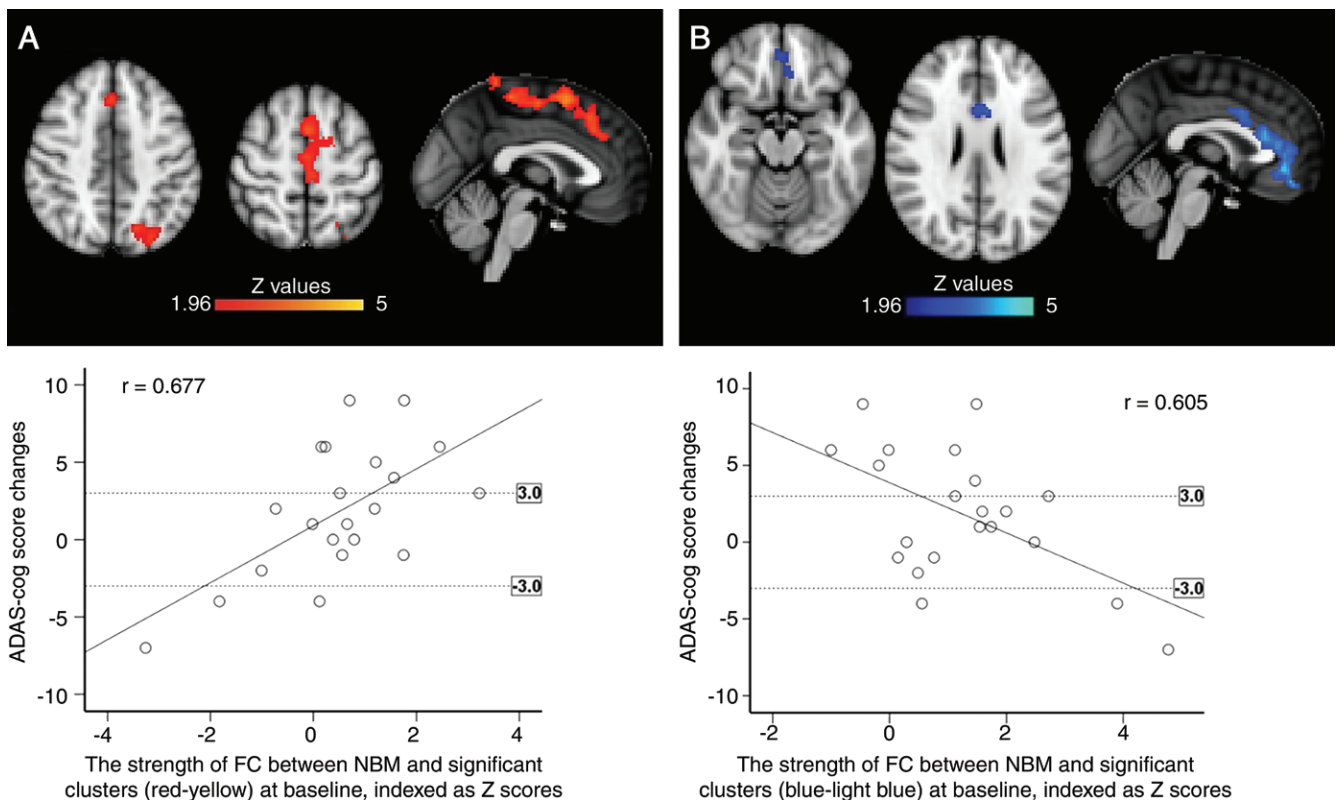 A
Z values
1.96 5
B
Z values
1.96 5
r = 0.677
ADAS-cog score changes
10
5
0
-5
-10
3.0
-3.0
-4 -2 0 2 4
The strength of FC between NBM and significant
clusters (red-yellow) at baseline, indexed as Z scores
r = 0.605
ADAS-cog score changes
10
5
0
-5
-10
3.0
-3.0
-2 0 2 4
The strength of FC between NBM and significant
clusters (blue-light blue) at baseline, indexed as Z scores